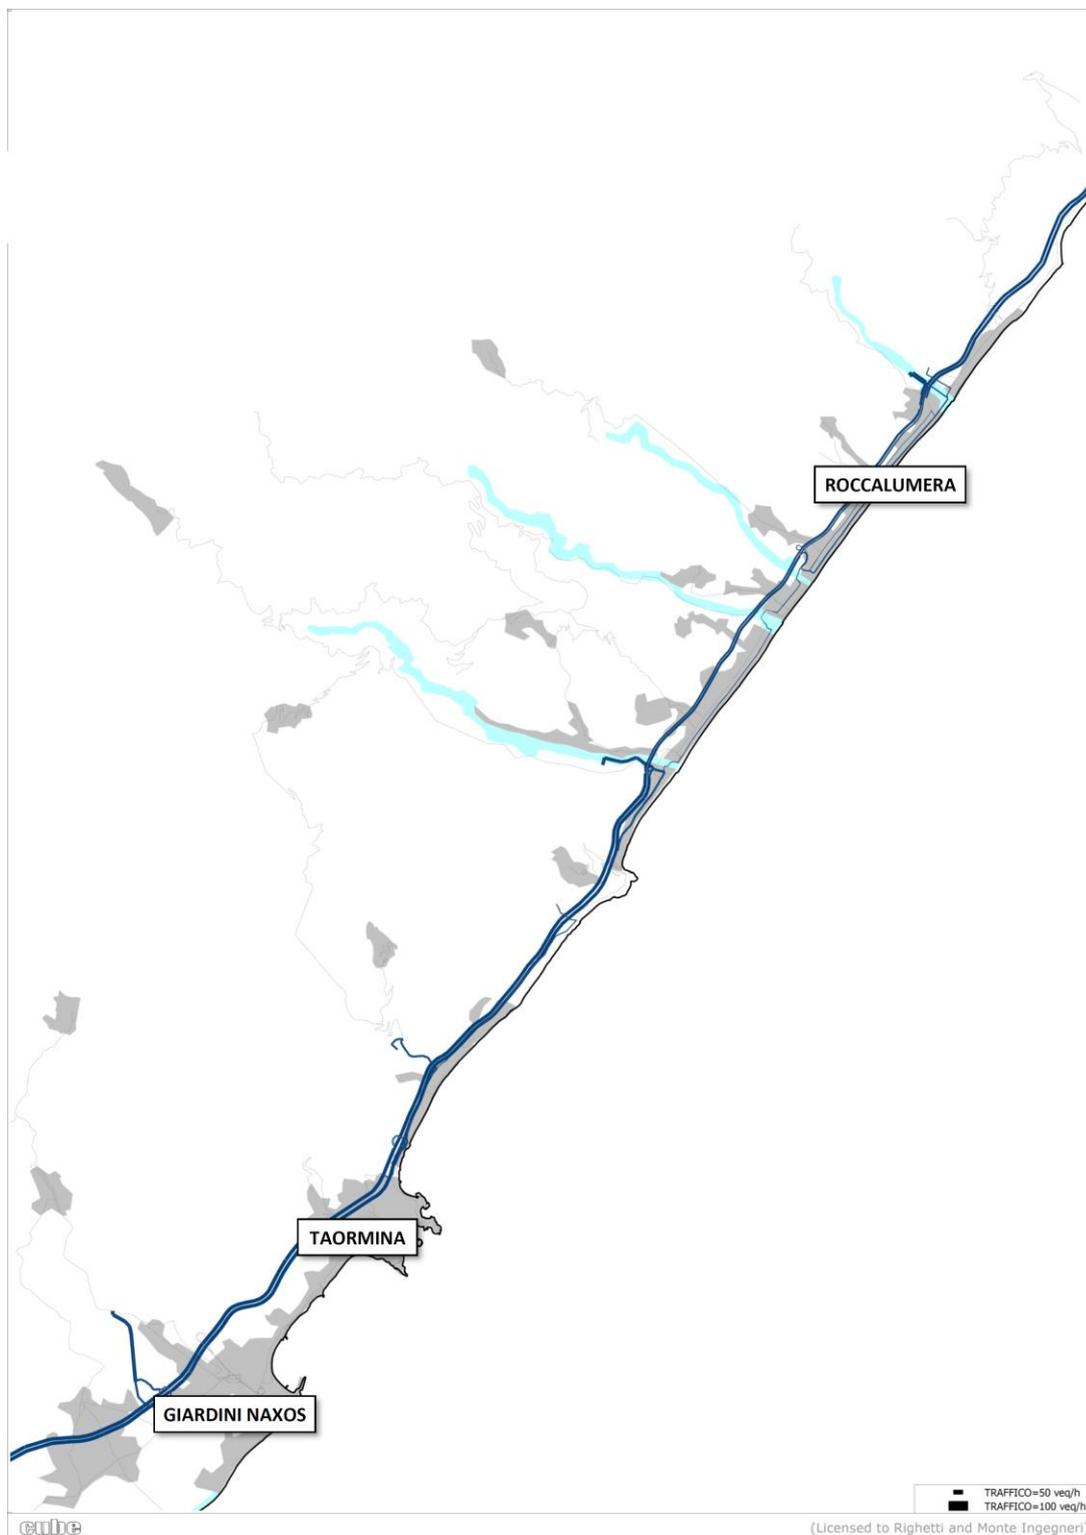 ROCCALUMERA
TAORMINA
GIARDINI NAXOS
TRAFFICO=50 veq/h
TRAFFICO=100 veq/h
cube
(Licensed to Righetti and Monte Ingegneri)